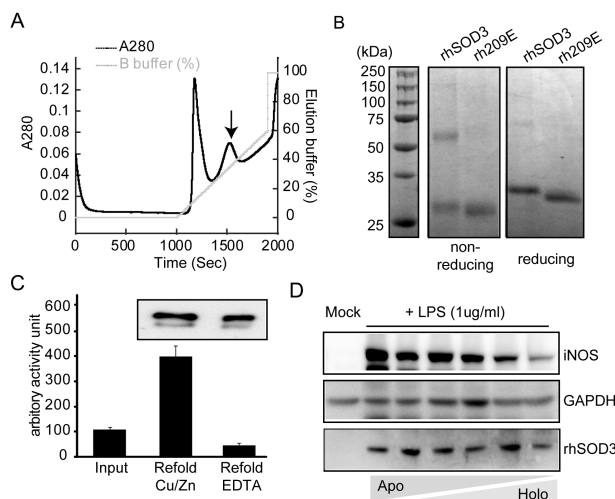 A
A280
B buffer (%)
0.14
0.12
0.1
0.08
0.06
0.04
0.02
0
A280
100
80
60
40
20
0
Elution buffer (%)
0
500
1000
1500
2000
Time (Sec)
B
(kDa)
rhSOD3
rh209E
rhSOD3
rh209E
250
150
100
75
50
35
25
non-
reducing
reducing
C
arbitory activity unit
600
500
400
300
200
100
0
Input
Refold
Cu/Zn
Refold
EDTA
D
Mock
+ LPS (1ug/ml)
iNOS
GAPDH
rhSOD3
Apo
Holo